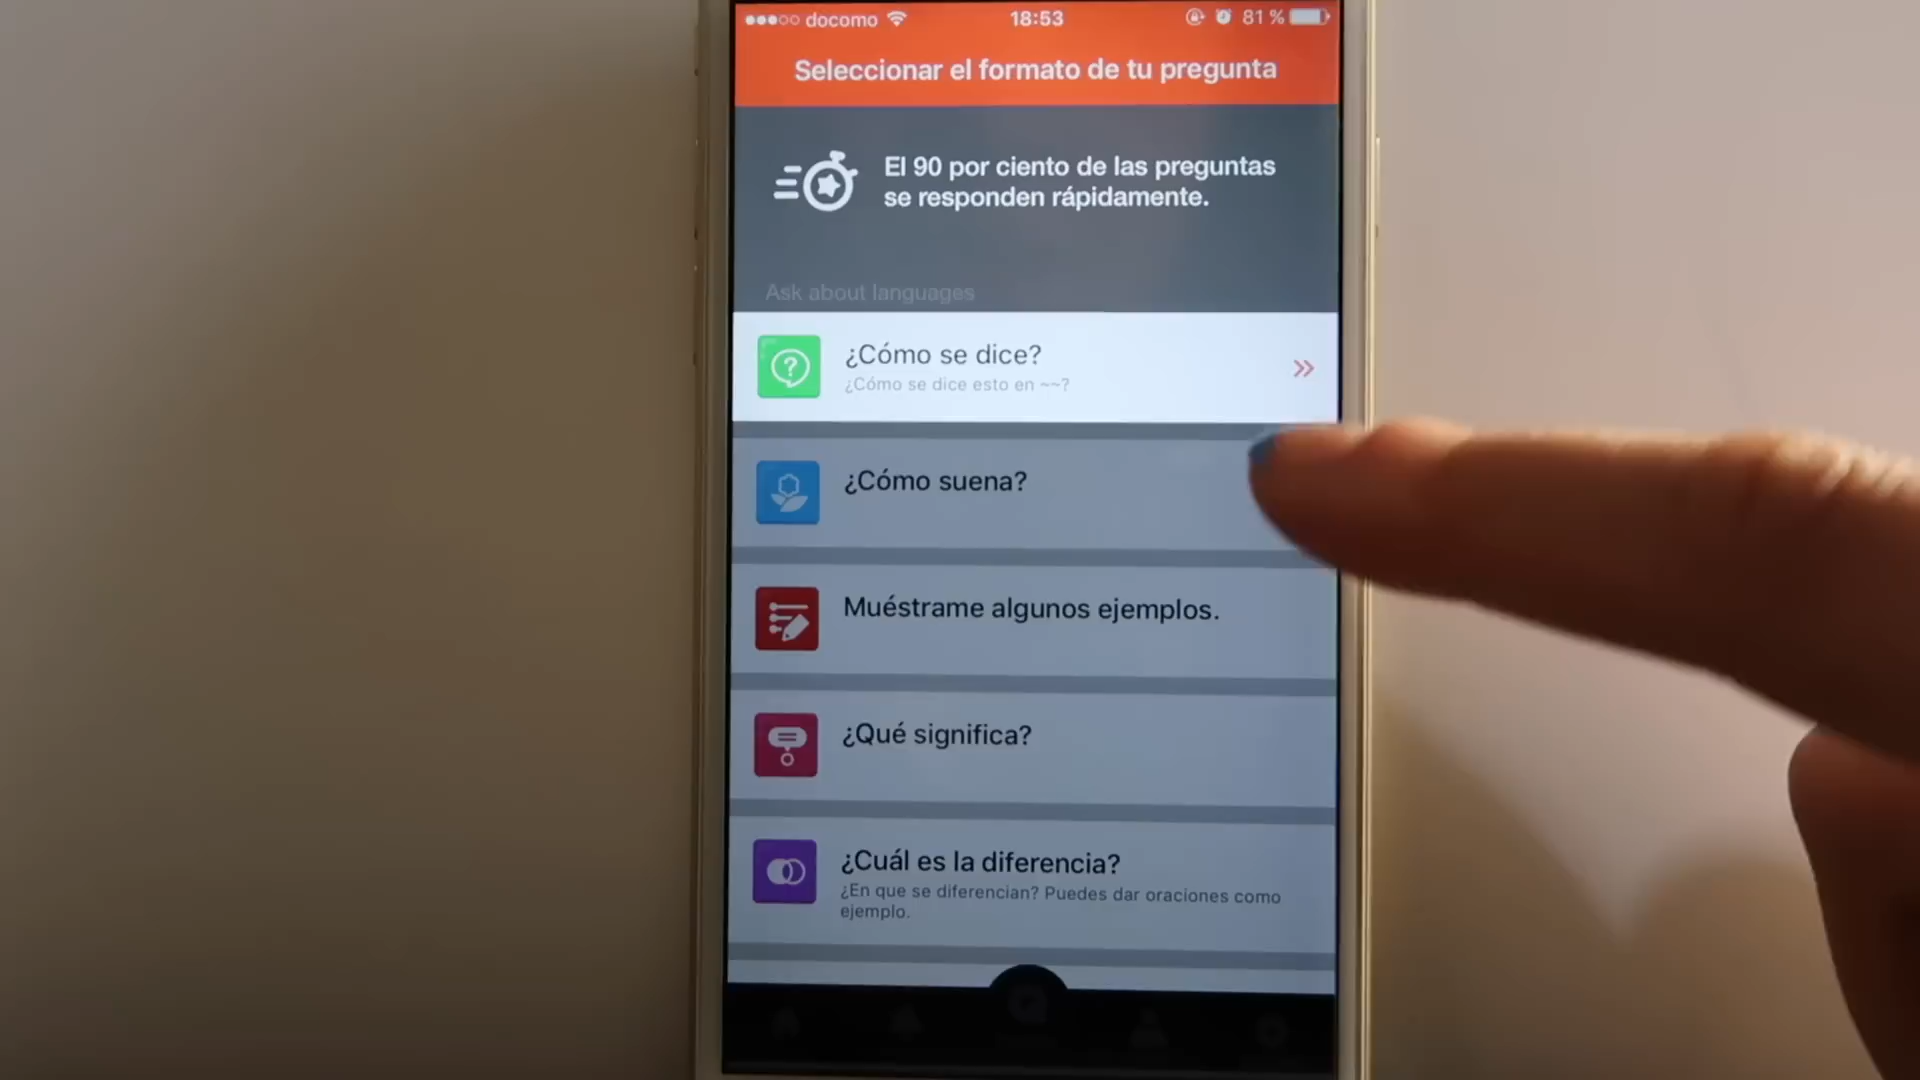 docomo 18:53 81 %
Seleccionar el formato de tu pregunta
El 90 por ciento de las preguntas
se responden rápidamente.
Ask about languages
¿Cómo se dice?
¿Cómo se dice esto en ~~?
¿Cómo suena?
Muéstrame algunos ejemplos.
¿Qué significa?
¿Cuál es la diferencia?
¿En que se diferencian? Puedes dar oraciones como
ejemplo.